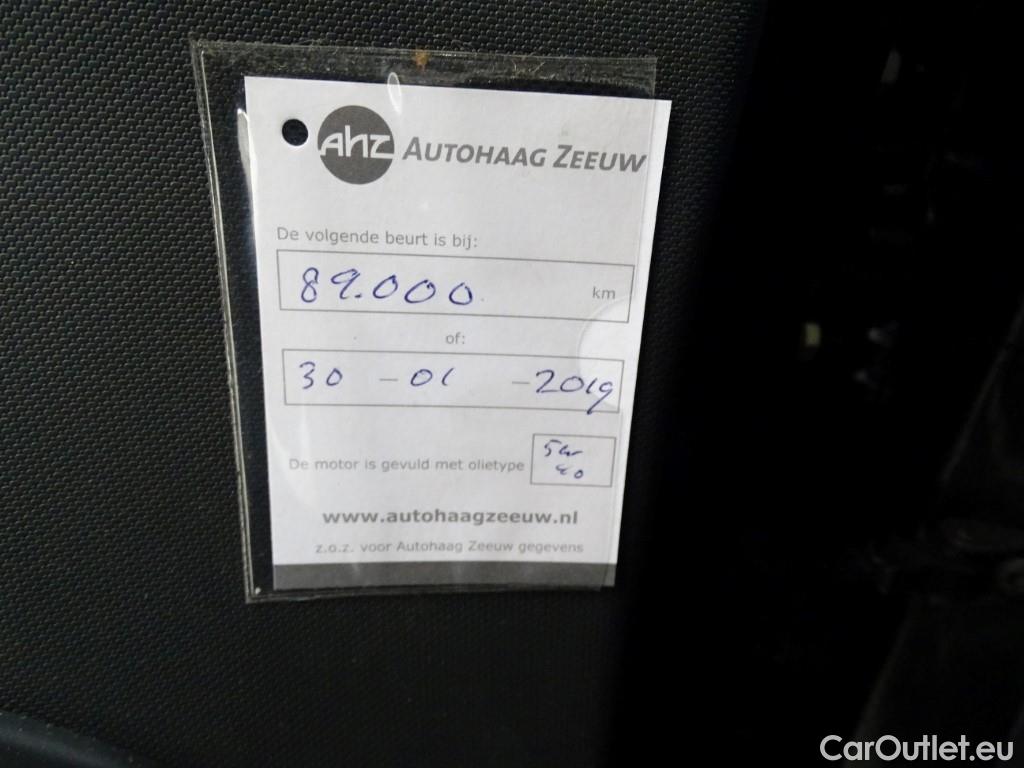 ahz AUTOHAAG ZEEUW
De volgende beurt is bij:
89.000 km
of:
30 - 01 - 2019
De motor is gevuld met olietype
5w
40
www.autohaagzeeuw.nl
z.o.z. voor Autohaag Zeeuw gegevens
CarOutlet.eu